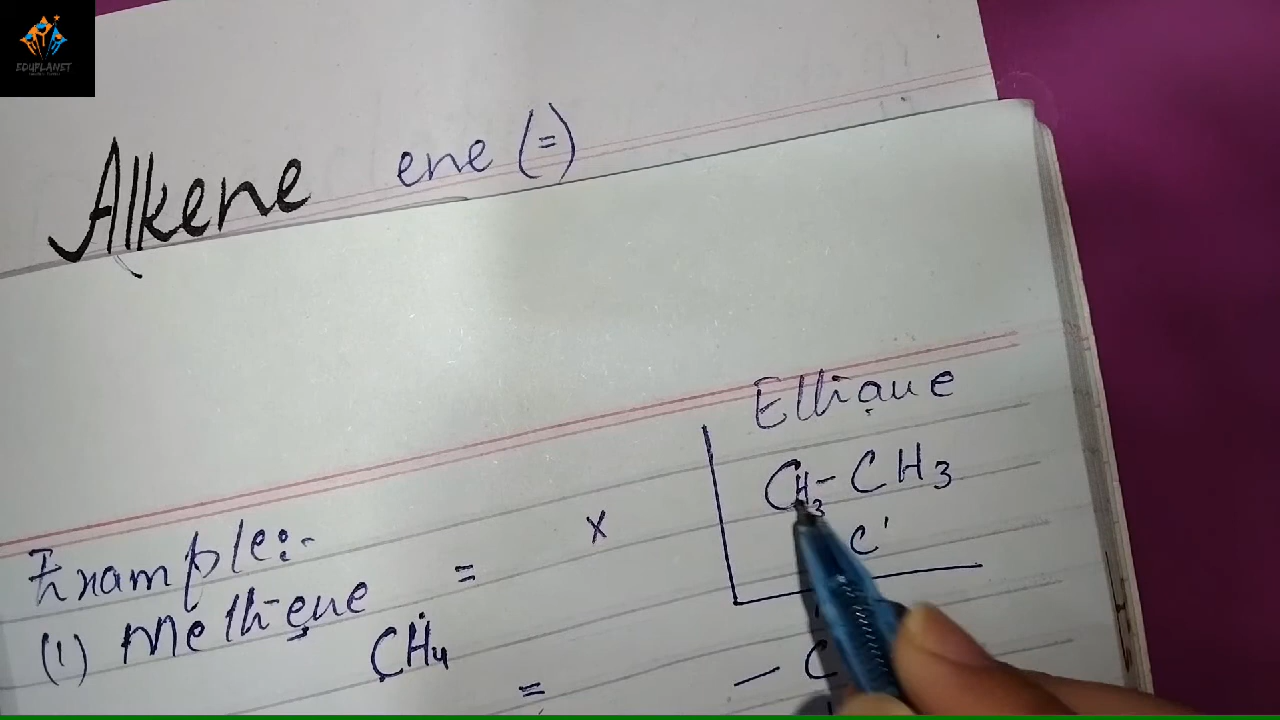 EDUPLANET
Alkene ene (=)
Ethane
CH3-CH3
C'
Example:-
(1) Methene = x
CH4
=
- C